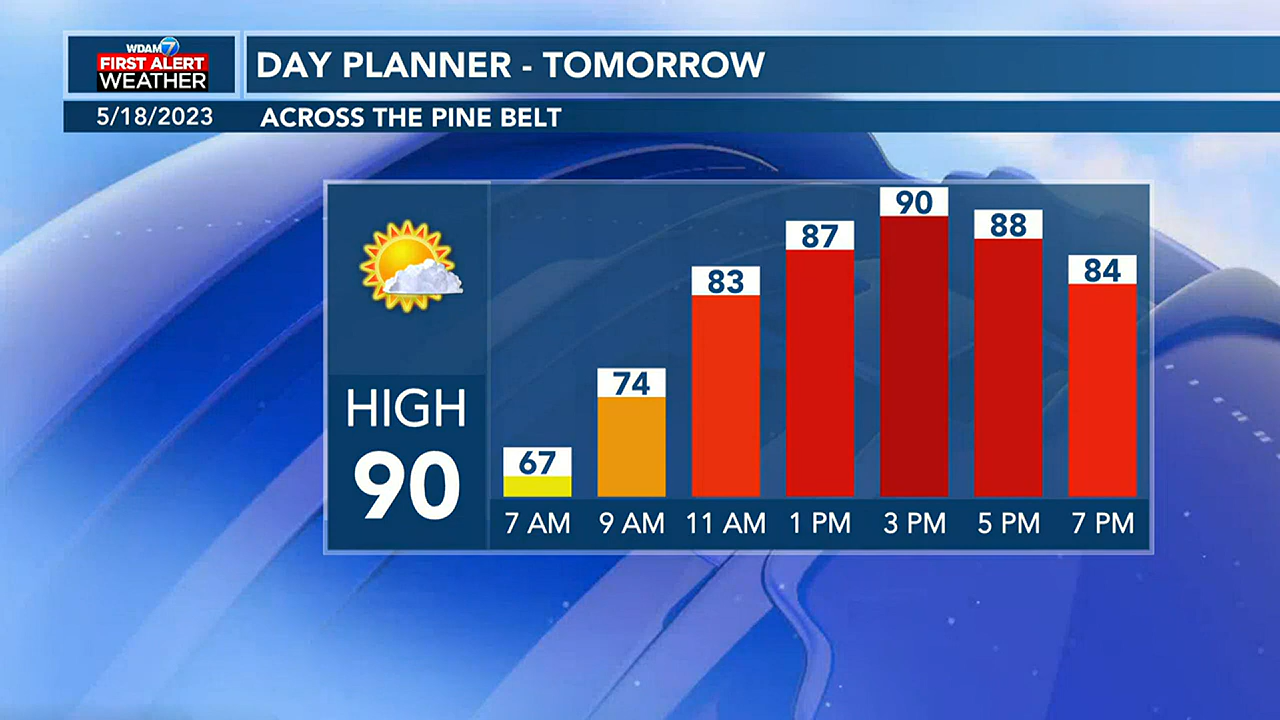 WDAM 7
FIRST ALERT
WEATHER
DAY PLANNER - TOMORROW
5/18/2023
ACROSS THE PINE BELT
HIGH
90
67
74
83
87
90
88
84
7 AM
9 AM
11 AM
1 PM
3 PM
5 PM
7 PM